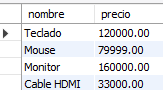 nombre precio
Teclado 120000.00
Mouse 79999.00
Monitor 160000.00
Cable HDMI 33000.00